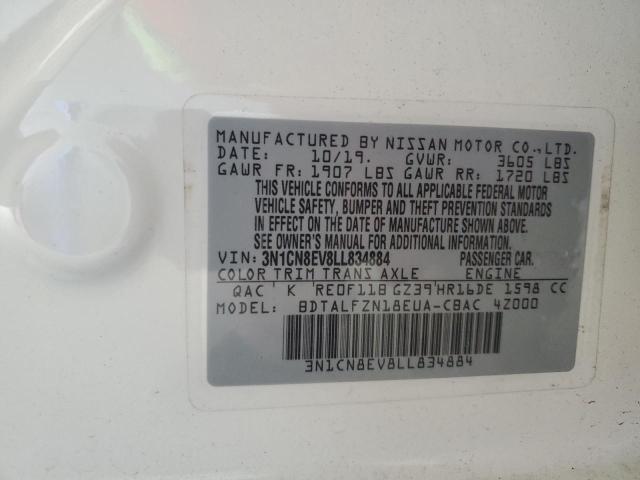 MANUFACTURED BY NISSAN MOTOR CO.,LTD.
DATE: 10/19. GVWR: 3605 LBS
GAWR FR: 1907 LBS GAWR RR: 1720 LBS
THIS VEHICLE CONFORMS TO ALL APPLICABLE FEDERAL MOTOR
VEHICLE SAFETY, BUMPER AND THEFT PREVENTION STANDARDS
IN EFFECT ON THE DATE OF MANUFACTURE SHOWN ABOVE.
SEE OWNER'S MANUAL FOR ADDITIONAL INFORMATION.
VIN: 3N1CN8EV8LL834884 PASSENGER CAR.
COLOR TRIM TRANS AXLE ENGINE
QAC ' K ' RE0F11B GZ39'HR16DE 1598 CC
MODEL: BDTALFZN18EUA-CBAC 4Z000
3N1CN8EV8LL834884